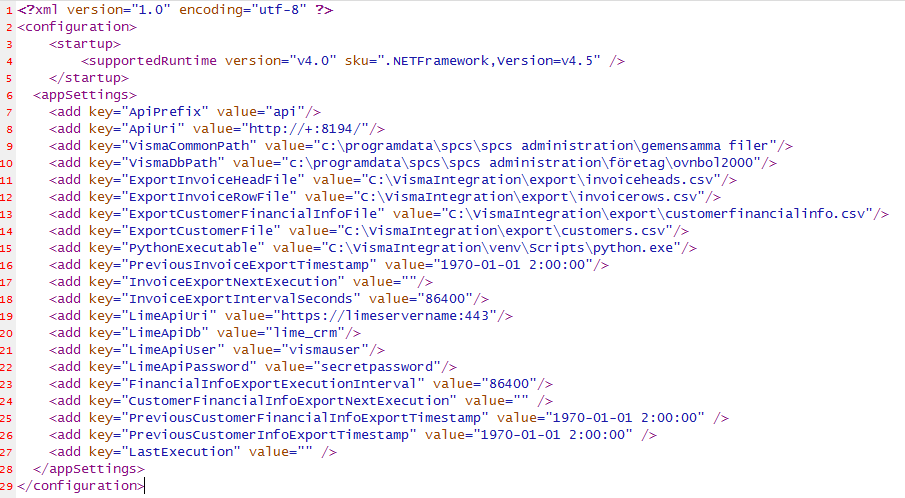 1 <?xml version="1.0" encoding="utf-8" ?>
2 <configuration>
3 <startup>
4 <supportedRuntime version="v4.0" sku=".NETFramework,Version=v4.5" />
5 </startup>
6 <appSettings>
7 <add key="ApiPrefix" value="api"/>
8 <add key="ApiUri" value="http://+:8194/"/>
9 <add key="VismaCommonPath" value="c:\programdata\spcs\spcs administration\gemensamma filer"/>
10 <add key="VismaDbPath" value="c:\programdata\spcs\spcs administration\företag\ovnbol2000"/>
11 <add key="ExportInvoiceHeadFile" value="C:\VismaIntegration\export\invoiceheads.csv"/>
12 <add key="ExportInvoiceRowFile" value="C:\VismaIntegration\export\invoicerows.csv"/>
13 <add key="ExportCustomerFinancialInfoFile" value="C:\VismaIntegration\export\customerfinancialinfo.csv"/>
14 <add key="ExportCustomerFile" value="C:\VismaIntegration\export\customers.csv"/>
15 <add key="PythonExecutable" value="C:\VismaIntegration\venv\Scripts\python.exe"/>
16 <add key="PreviousInvoiceExportTimestamp" value="1970-01-01 2:00:00"/>
17 <add key="InvoiceExportNextExecution" value=""/>
18 <add key="InvoiceExportIntervalSeconds" value="86400"/>
19 <add key="LimeApiUri" value="https://limeservername:443"/>
20 <add key="LimeApiDb" value="lime_crm"/>
21 <add key="LimeApiUser" value="vismauser"/>
22 <add key="LimeApiPassword" value="secretpassword"/>
23 <add key="FinancialInfoExportExecutionInterval" value="86400"/>
24 <add key="CustomerFinancialInfoExportNextExecution" value="" />
25 <add key="PreviousCustomerFinancialInfoExportTimestamp" value="1970-01-01 2:00:00" />
26 <add key="PreviousCustomerInfoExportTimestamp" value="1970-01-01 2:00:00" />
27 <add key="LastExecution" value="" />
28 </appSettings>
29 </configuration>